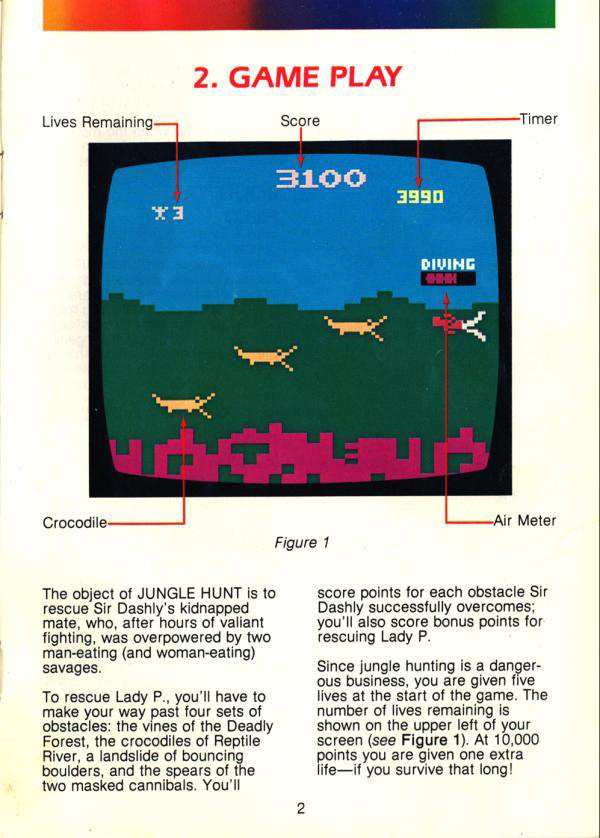 2. GAME PLAY
Lives Remaining
Score
Timer
3100
3990
3
DIVING
Crocodile
Air Meter
Figure 1
The object of JUNGLE HUNT is to
rescue Sir Dashly's kidnapped
mate, who, after hours of valiant
fighting, was overpowered by two
man-eating (and woman-eating)
savages.
To rescue Lady P., you'll have to
make your way past four sets of
obstacles: the vines of the Deadly
Forest, the crocodiles of Reptile
River, a landslide of bouncing
boulders, and the spears of the
two masked cannibals. You'll
score points for each obstacle Sir
Dashly successfully overcomes;
you'll also score bonus points for
rescuing Lady P.
Since jungle hunting is a danger-
ous business, you are given five
lives at the start of the game. The
number of lives remaining is
shown on the upper left of your
screen (see Figure 1). At 10,000
points you are given one extra
life—if you survive that long!
2